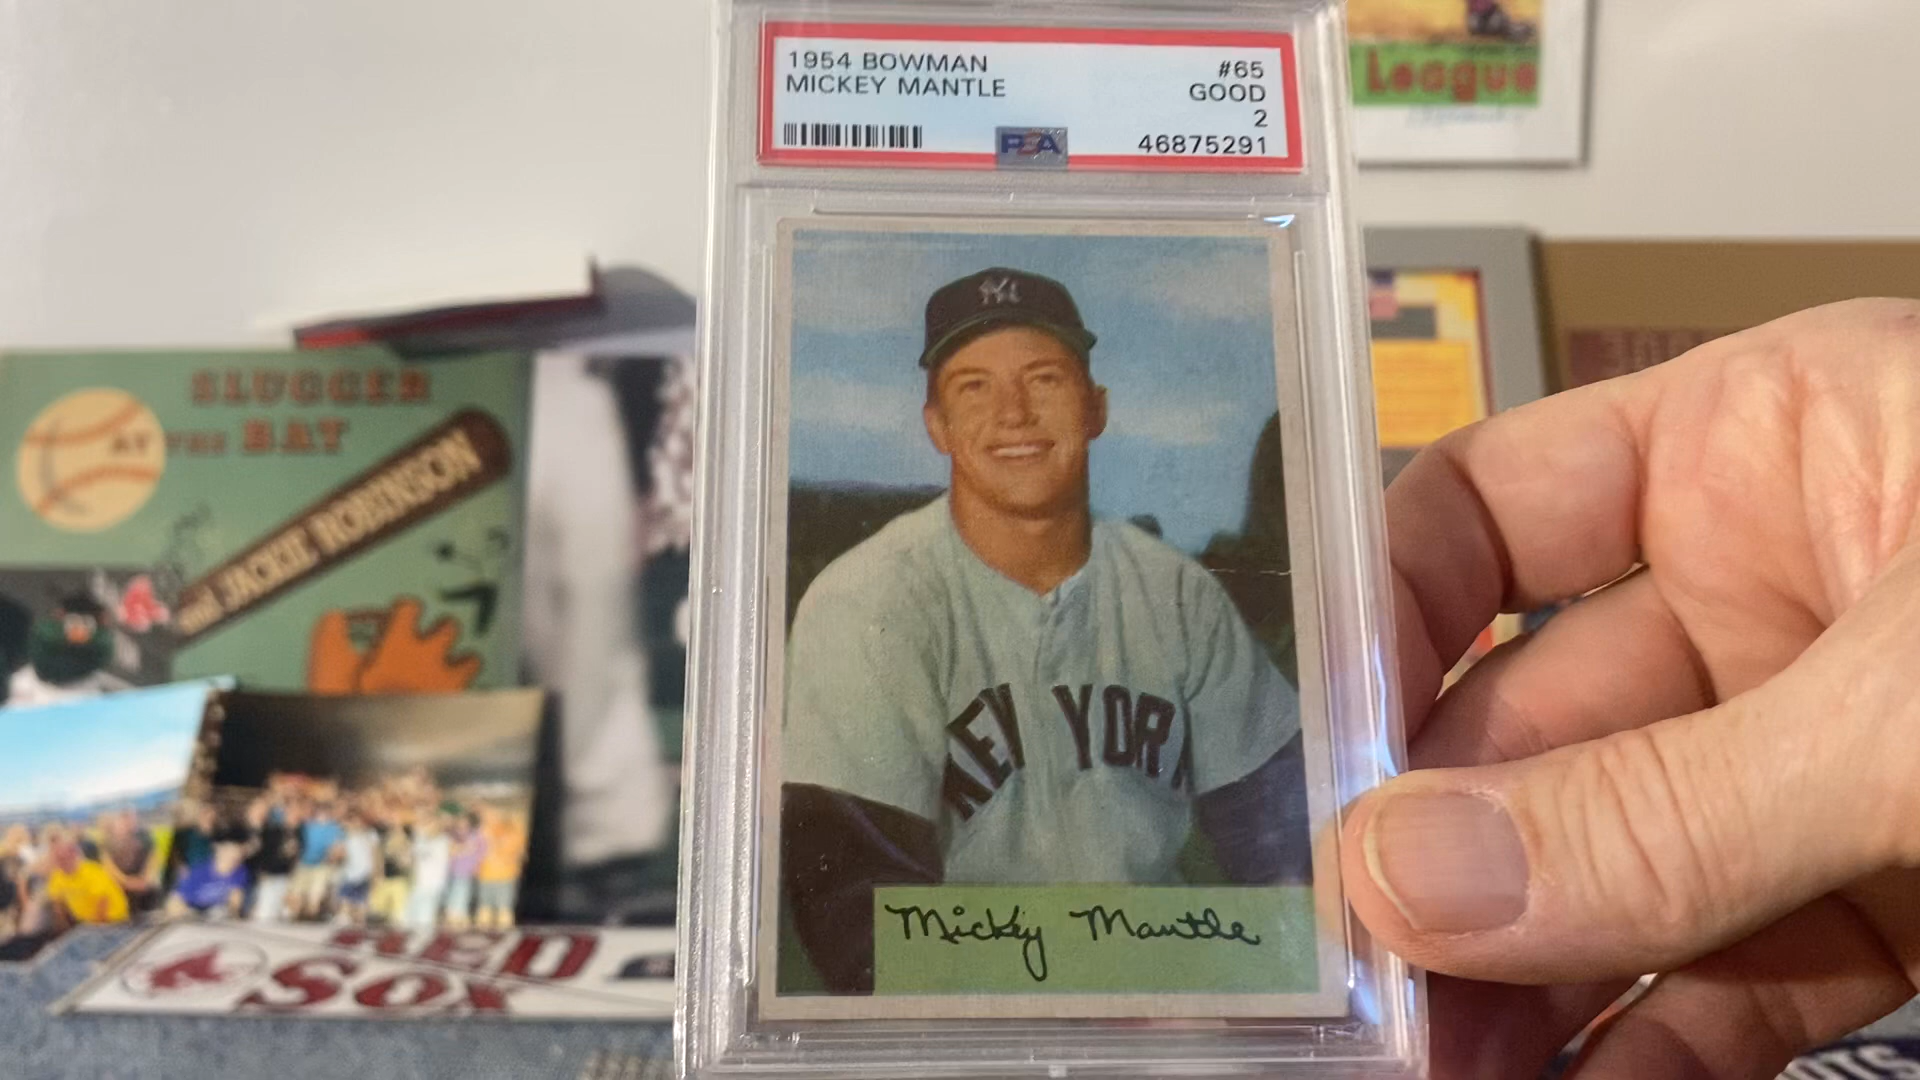 1954 BOWMAN
#65
MICKEY MANTLE
GOOD
2
PSA
46875291
League
NY
NEW YORK
Mickey Mantle
SLUGGER
AT THE BAT
and JACKIE ROBINSON
RED
SOX